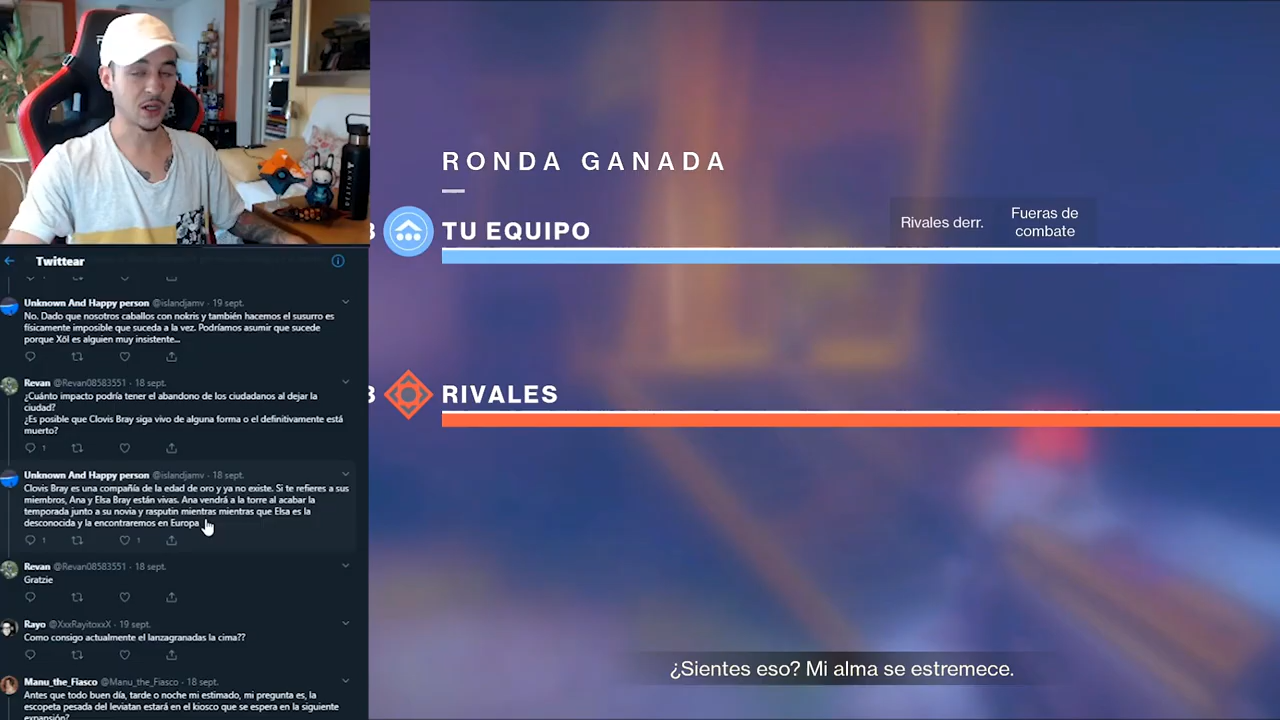 Twittear
Unknown And Happy person @islandjamv · 19 sept.
No. Dado que nosotros caballos con nokris y también hacemos el susurro es
físicamente imposible que suceda a la vez. Podríamos asumir que sucede
porque Xôl es alguien muy insistente...
Revan @Revan08583551 · 18 sept.
¿Cuánto impacto podría tener el abandono de los ciudadanos al dejar la
ciudad?
¿Es posible que Clovis Bray siga vivo de alguna forma o el definitivamente está
muerto?
1
Unknown And Happy person @islandjamv · 18 sept.
Clovis Bray es una compañía de la edad de oro y ya no existe. Si te refieres a sus
miembros, Ana y Elsa Bray están vivas. Ana vendrá a la torre al acabar la
temporada junto a su novia y rasputin mientras mientras que Elsa es la
desconocida y la encontraremos en Europa
1 1
Revan @Revan08583551 · 18 sept.
Gratzie
Rayo @XxxRayitoxxX · 19 sept.
Como consigo actualmente el lanzagranadas la cima??
Manu_the_Fiasco @Manu_the_Fiasco · 18 sept.
Antes que todo buen día, tarde o noche mi estimado, mi pregunta es, la
escopeta pesada del leviatan estará en el kiosco que se espera en la siguiente
expansión?
RONDA GANADA
TU EQUIPO
Rivales derr.
Fueras de
combate
RIVALES
¿Sientes eso? Mi alma se estremece.